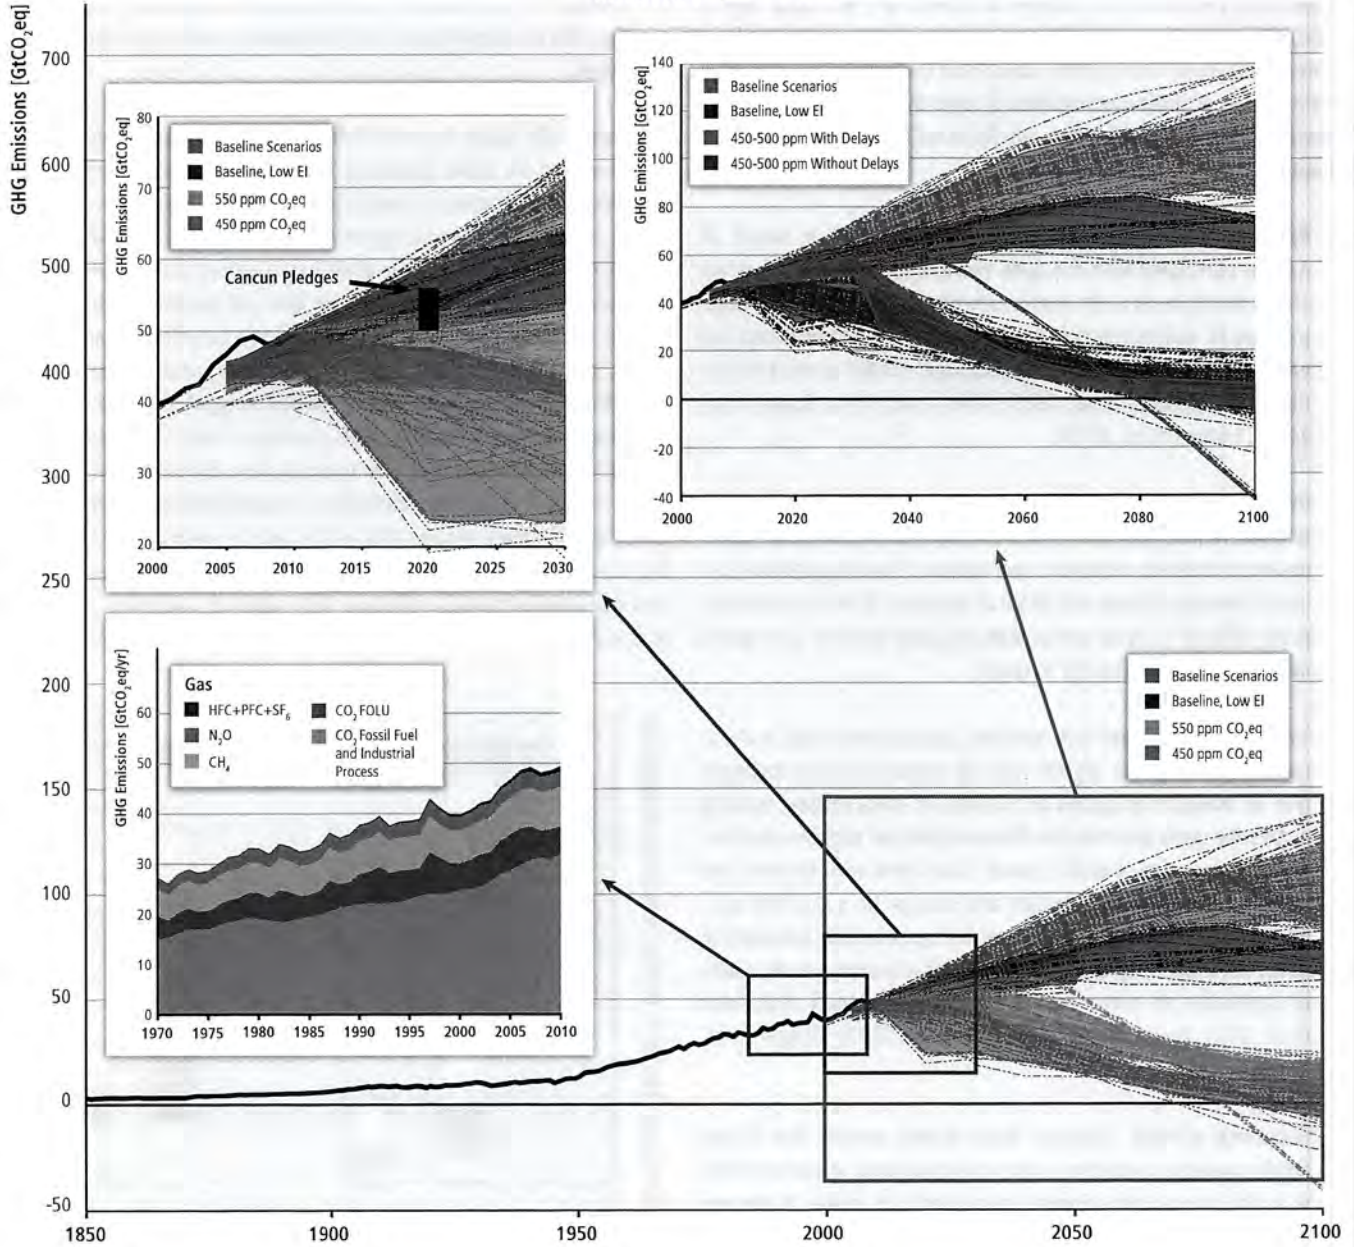 GHG Emissions [GtCO₂eq]
700
600
500
400
300
250
200
150
100
50
0
-50
1850
1900
1950
2000
2050
2100
GHG Emissions [GtCO₂eq]
80
70
60
50
40
30
20
Baseline Scenarios
Baseline, Low EI
550 ppm CO₂eq
450 ppm CO₂eq
Cancun Pledges
2000
2005
2010
2015
2020
2025
2030
GHG Emissions [GtCO₂eq]
140
120
100
80
60
40
20
0
-20
-40
Baseline Scenarios
Baseline, Low EI
450-500 ppm With Delays
450-500 ppm Without Delays
2000
2020
2040
2060
2080
2100
GHG Emissions [GtCO₂eq/yr]
60
50
40
30
20
10
0
Gas
HFC+PFC+SF₆
N₂O
CH₄
CO₂ FOLU
CO₂ Fossil Fuel
and Industrial
Process
1970
1975
1980
1985
1990
1995
2000
2005
2010
Baseline Scenarios
Baseline, Low EI
550 ppm CO₂eq
450 ppm CO₂eq